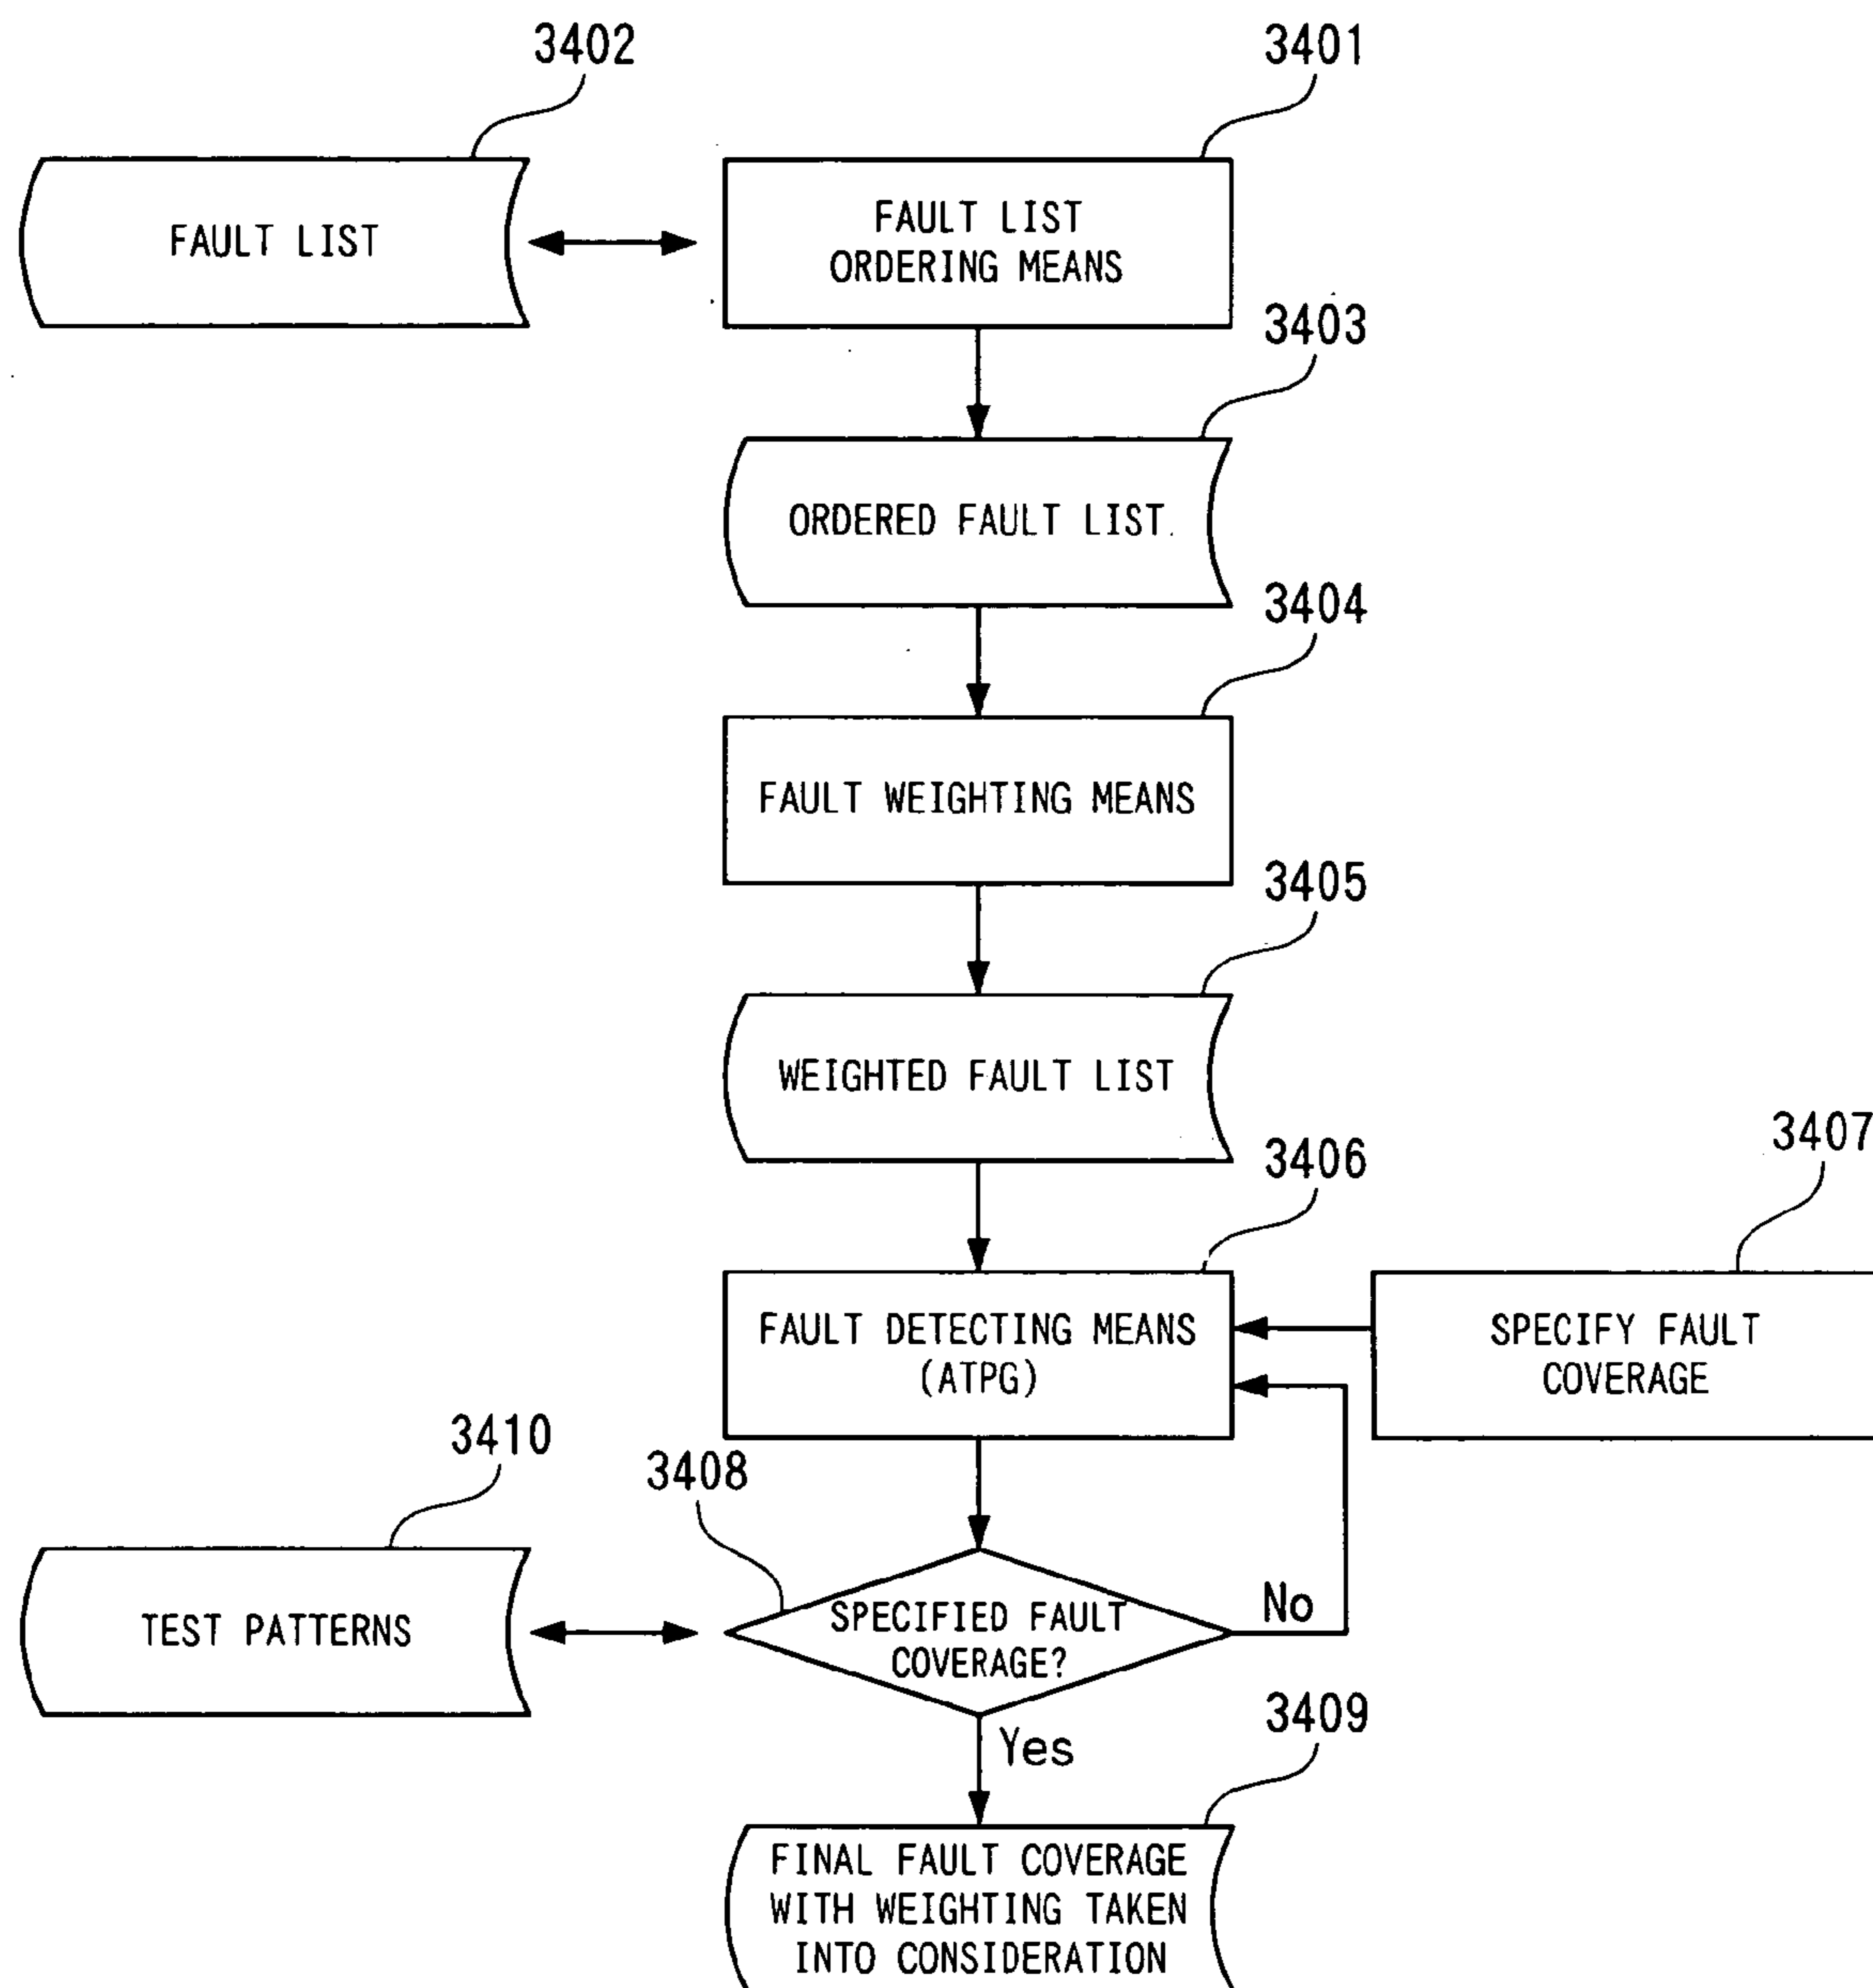 3402
3401
FAULT LIST
FAULT LIST
ORDERING MEANS
3403
ORDERED FAULT LIST
3404
FAULT WEIGHTING MEANS
3405
WEIGHTED FAULT LIST
3406
3407
FAULT DETECTING MEANS
(ATPG)
SPECIFY FAULT
COVERAGE
3410
3408
TEST PATTERNS
SPECIFIED FAULT
COVERAGE?
No
Yes
3409
FINAL FAULT COVERAGE
WITH WEIGHTING TAKEN
INTO CONSIDERATION